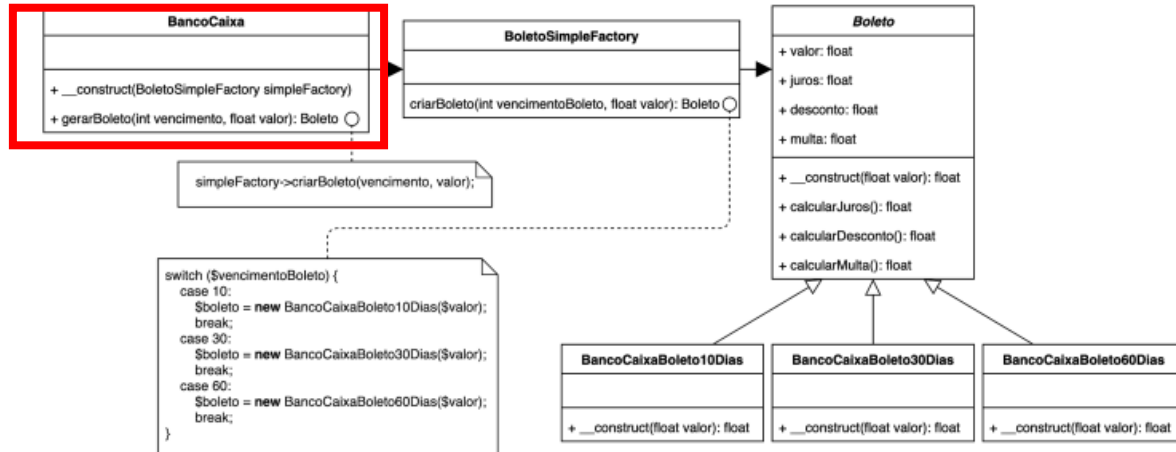 BancoCaixa
+ __construct(BoletoSimpleFactory simpleFactory)
+ gerarBoleto(int vencimento, float valor): Boleto
simpleFactory->criarBoleto(vencimento, valor);
BoletoSimpleFactory
criarBoleto(int vencimentoBoleto, float valor): Boleto
switch ($vencimentoBoleto) {
case 10:
$boleto = new BancoCaixaBoleto10Dias($valor);
break;
case 30:
$boleto = new BancoCaixaBoleto30Dias($valor);
break;
case 60:
$boleto = new BancoCaixaBoleto60Dias($valor);
break;
}
Boleto
+ valor: float
+ juros: float
+ desconto: float
+ multa: float
+ __construct(float valor): float
+ calcularJuros(): float
+ calcularDesconto(): float
+ calcularMulta(): float
BancoCaixaBoleto10Dias
+ __construct(float valor): float
BancoCaixaBoleto30Dias
+ __construct(float valor): float
BancoCaixaBoleto60Dias
+ __construct(float valor): float